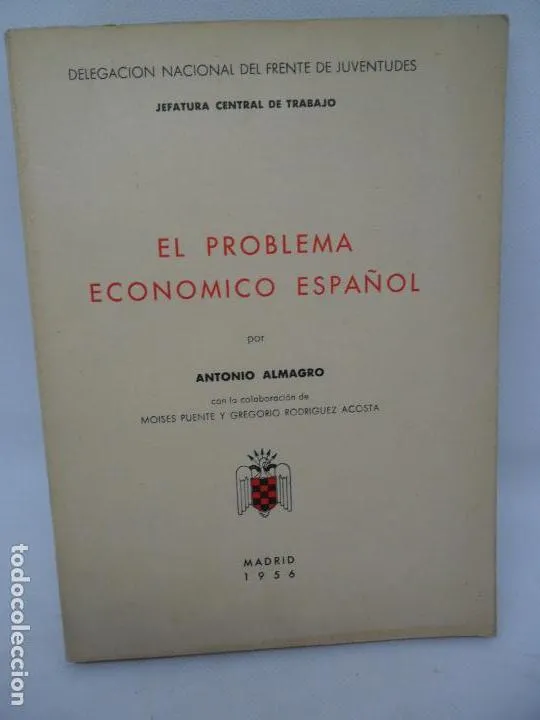 DELEGACION NACIONAL DEL FRENTE DE JUVENTUDES
JEFATURA CENTRAL DE TRABAJO
EL PROBLEMA
ECONOMICO ESPAÑOL
por
ANTONIO ALMAGRO
con la colaboración de
MOISES PUENTE Y GREGORIO RODRIGUEZ ACOSTA
MADRID
1956
todocoleccion